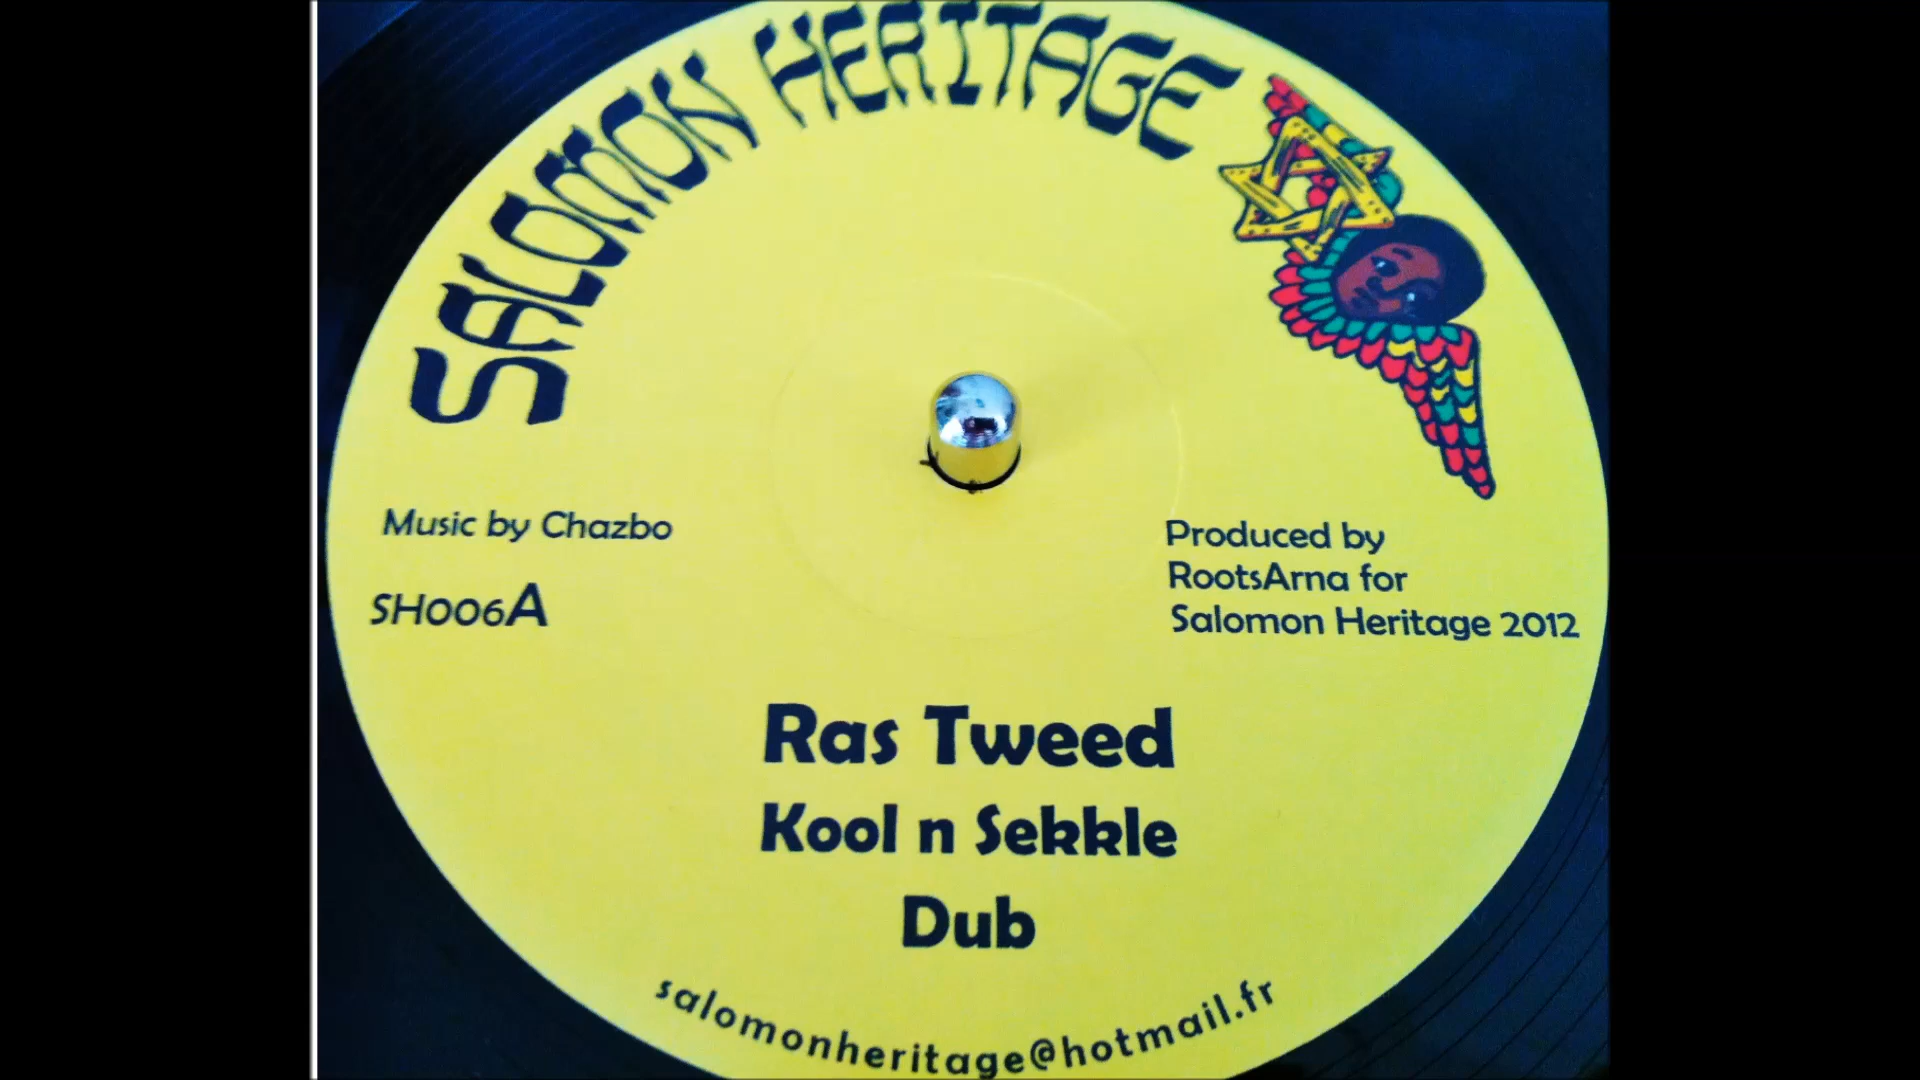 SALOMON HERITAGE
Music by Chazbo
SH006A
Produced by
RootsArna for
Salomon Heritage 2012
Ras Tweed
Kool n Sekkle
Dub
salomonheritage@hotmail.fr